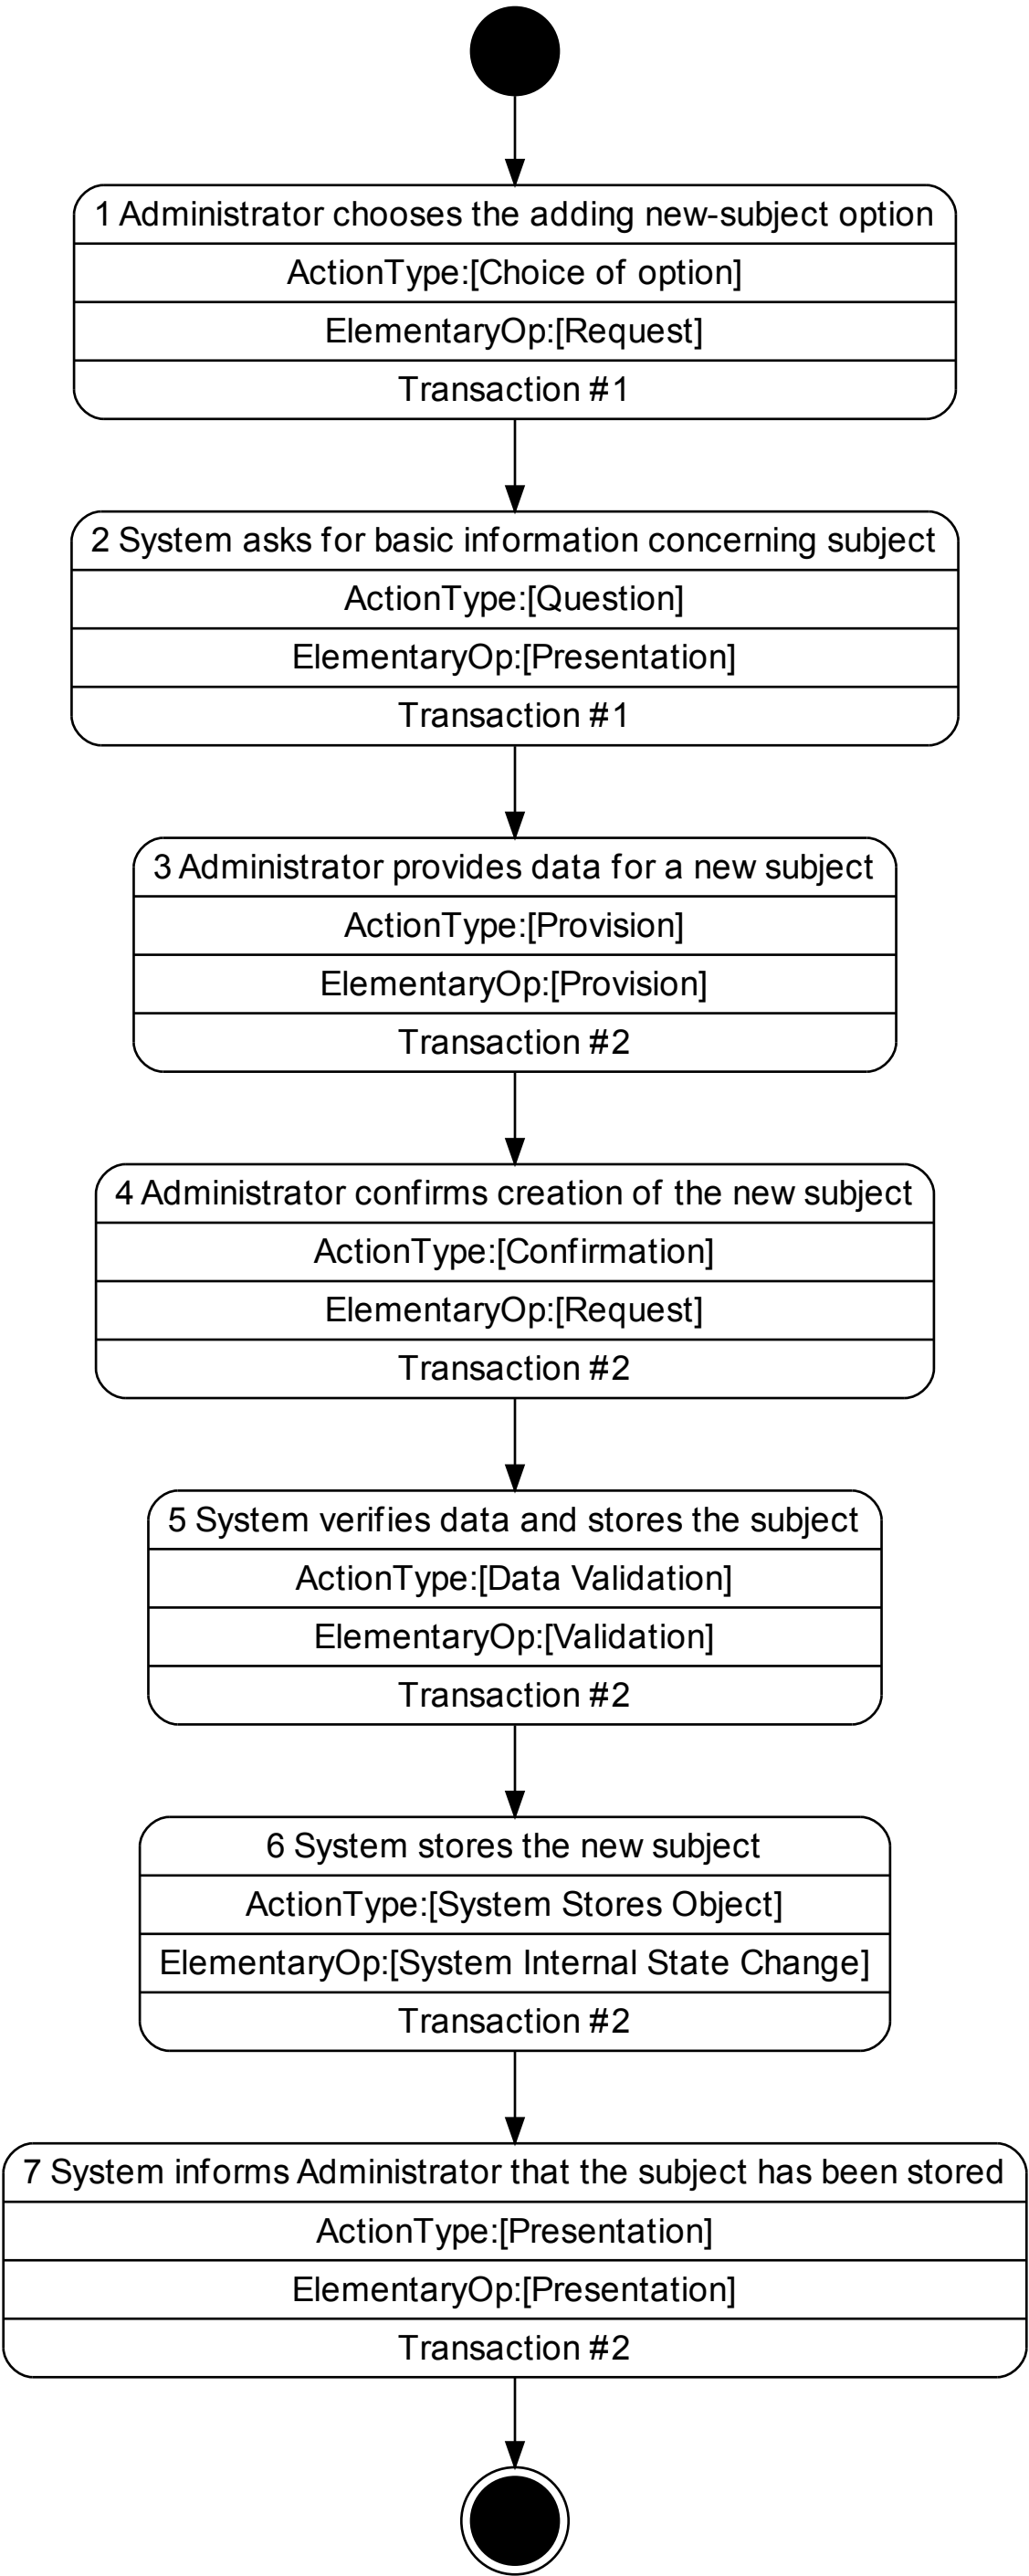 1 Administrator chooses the adding new-subject option
ActionType:[Choice of option]
ElementaryOp:[Request]
Transaction #1
2 System asks for basic information concerning subject
ActionType:[Question]
ElementaryOp:[Presentation]
Transaction #1
3 Administrator provides data for a new subject
ActionType:[Provision]
ElementaryOp:[Provision]
Transaction #2
4 Administrator confirms creation of the new subject
ActionType:[Confirmation]
ElementaryOp:[Request]
Transaction #2
5 System verifies data and stores the subject
ActionType:[Data Validation]
ElementaryOp:[Validation]
Transaction #2
6 System stores the new subject
ActionType:[System Stores Object]
ElementaryOp:[System Internal State Change]
Transaction #2
7 System informs Administrator that the subject has been stored
ActionType:[Presentation]
ElementaryOp:[Presentation]
Transaction #2